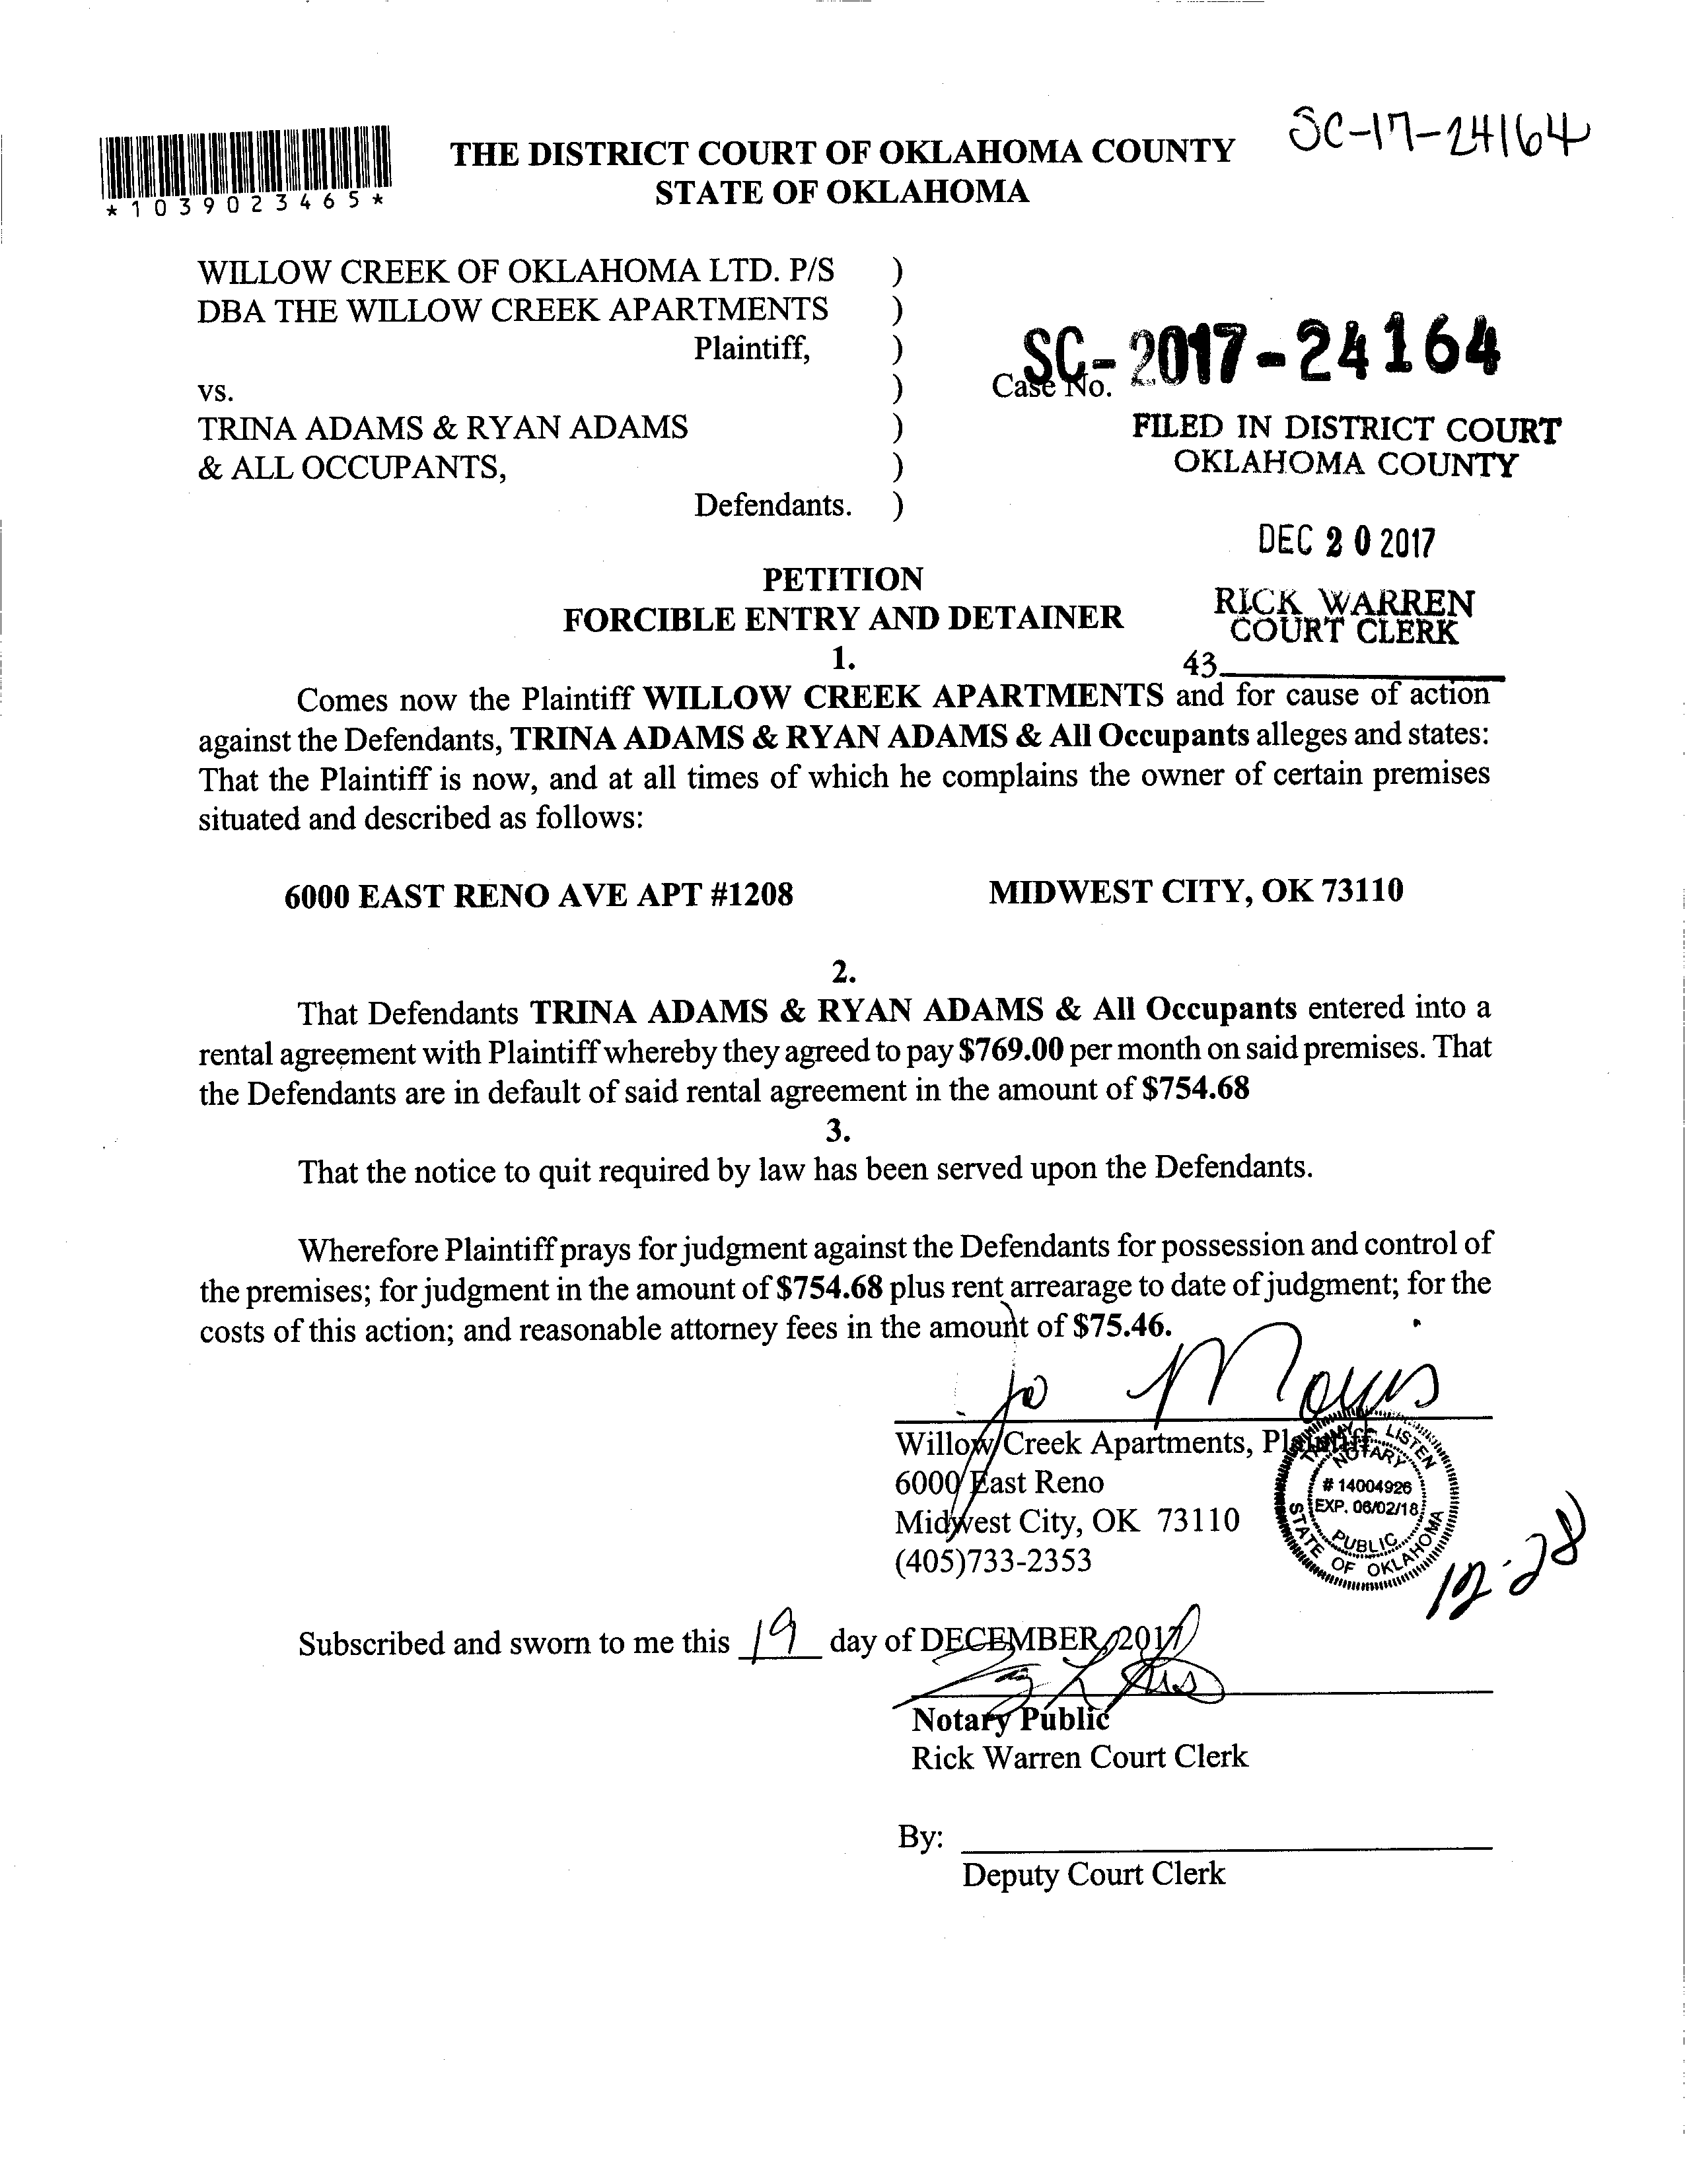 SC-17-24164
*1039023465*
THE DISTRICT COURT OF OKLAHOMA COUNTY
STATE OF OKLAHOMA
WILLOW CREEK OF OKLAHOMA LTD. P/S )
DBA THE WILLOW CREEK APARTMENTS )
Plaintiff, )
vs. )
TRINA ADAMS & RYAN ADAMS )
& ALL OCCUPANTS, )
Defendants. )
Case No. SC-2017-24164
FILED IN DISTRICT COURT
OKLAHOMA COUNTY
DEC 20 2017
RICK WARREN
COURT CLERK
43
PETITION
FORCIBLE ENTRY AND DETAINER
1.
Comes now the Plaintiff WILLOW CREEK APARTMENTS and for cause of action
against the Defendants, TRINA ADAMS & RYAN ADAMS & All Occupants alleges and states:
That the Plaintiff is now, and at all times of which he complains the owner of certain premises
situated and described as follows:
6000 EAST RENO AVE APT #1208 MIDWEST CITY, OK 73110
2.
That Defendants TRINA ADAMS & RYAN ADAMS & All Occupants entered into a
rental agreement with Plaintiff whereby they agreed to pay $769.00 per month on said premises. That
the Defendants are in default of said rental agreement in the amount of $754.68
3.
That the notice to quit required by law has been served upon the Defendants.
Wherefore Plaintiff prays for judgment against the Defendants for possession and control of
the premises; for judgment in the amount of $754.68 plus rent arrearage to date of judgment; for the
costs of this action; and reasonable attorney fees in the amount of $75.46.
Willow Creek Apartments, Plaintiff
6000 East Reno
Midwest City, OK 73110
(405)733-2353
TAMMY LISTEN
NOTARY
# 14004926
EXP. 06/02/18
PUBLIC
STATE OF OKLAHOMA
12-28
Subscribed and sworn to me this 19 day of DECEMBER, 2017
Notary Public
Rick Warren Court Clerk
By:
Deputy Court Clerk